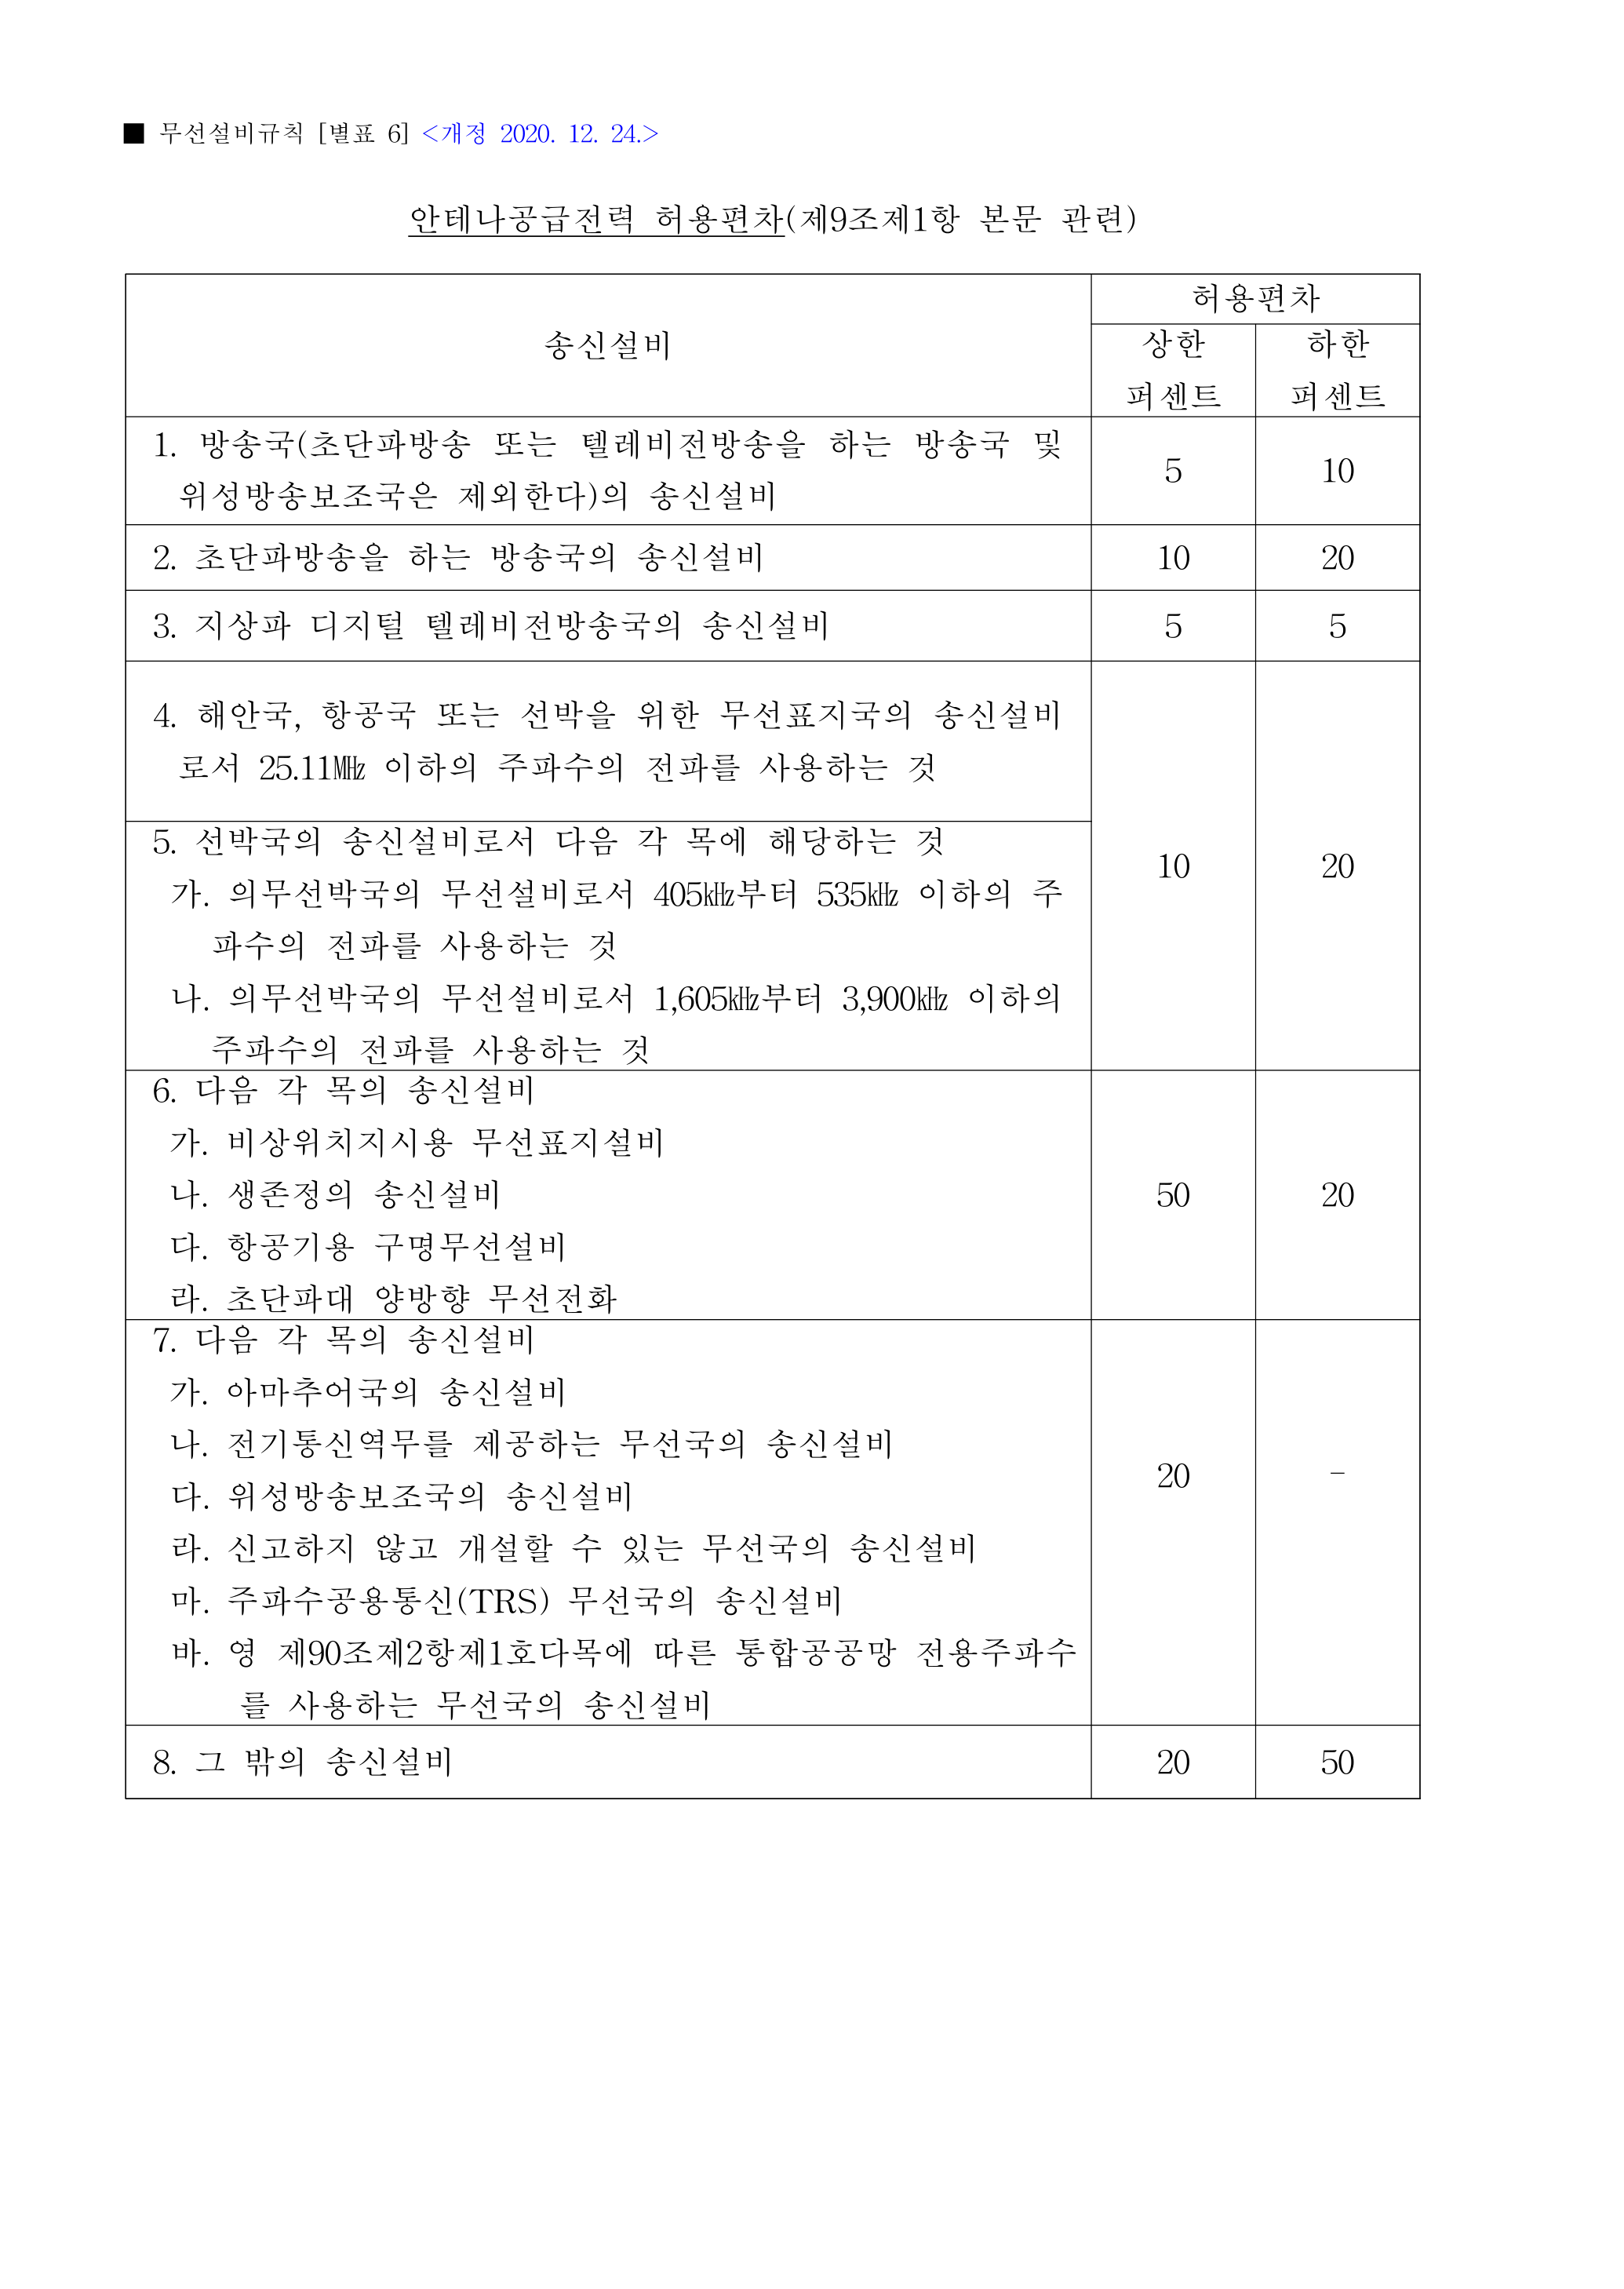 ■ 무선설비규칙 [별표 6] <개정 2020. 12. 24.>
안테나공급전력 허용편차(제9조제1항 본문 관련)
송신설비
허용편차
상한 하한
퍼센트 퍼센트
1. 방송국(초단파방송 또는 텔레비전방송을 하는 방송국 및
위성방송보조국은 제외한다)의 송신설비
5 10
2. 초단파방송을 하는 방송국의 송신설비 10 20
3. 지상파 디지털 텔레비전방송국의 송신설비 5 5
4. 해안국, 항공국 또는 선박을 위한 무선표지국의 송신설비
로서 25.11㎒ 이하의 주파수의 전파를 사용하는 것
5. 선박국의 송신설비로서 다음 각 목에 해당하는 것
가. 의무선박국의 무선설비로서 405㎑부터 535㎑ 이하의 주
파수의 전파를 사용하는 것
나. 의무선박국의 무선설비로서 1,605㎑부터 3,900㎑ 이하의
주파수의 전파를 사용하는 것
10 20
6. 다음 각 목의 송신설비
가. 비상위치지시용 무선표지설비
나. 생존정의 송신설비
다. 항공기용 구명무선설비
라. 초단파대 양방향 무선전화
50 20
7. 다음 각 목의 송신설비
가. 아마추어국의 송신설비
나. 전기통신역무를 제공하는 무선국의 송신설비
다. 위성방송보조국의 송신설비
라. 신고하지 않고 개설할 수 있는 무선국의 송신설비
마. 주파수공용통신(TRS) 무선국의 송신설비
바. 영 제90조제2항제1호다목에 따른 통합공공망 전용주파수
를 사용하는 무선국의 송신설비
20 -
8. 그 밖의 송신설비 20 50